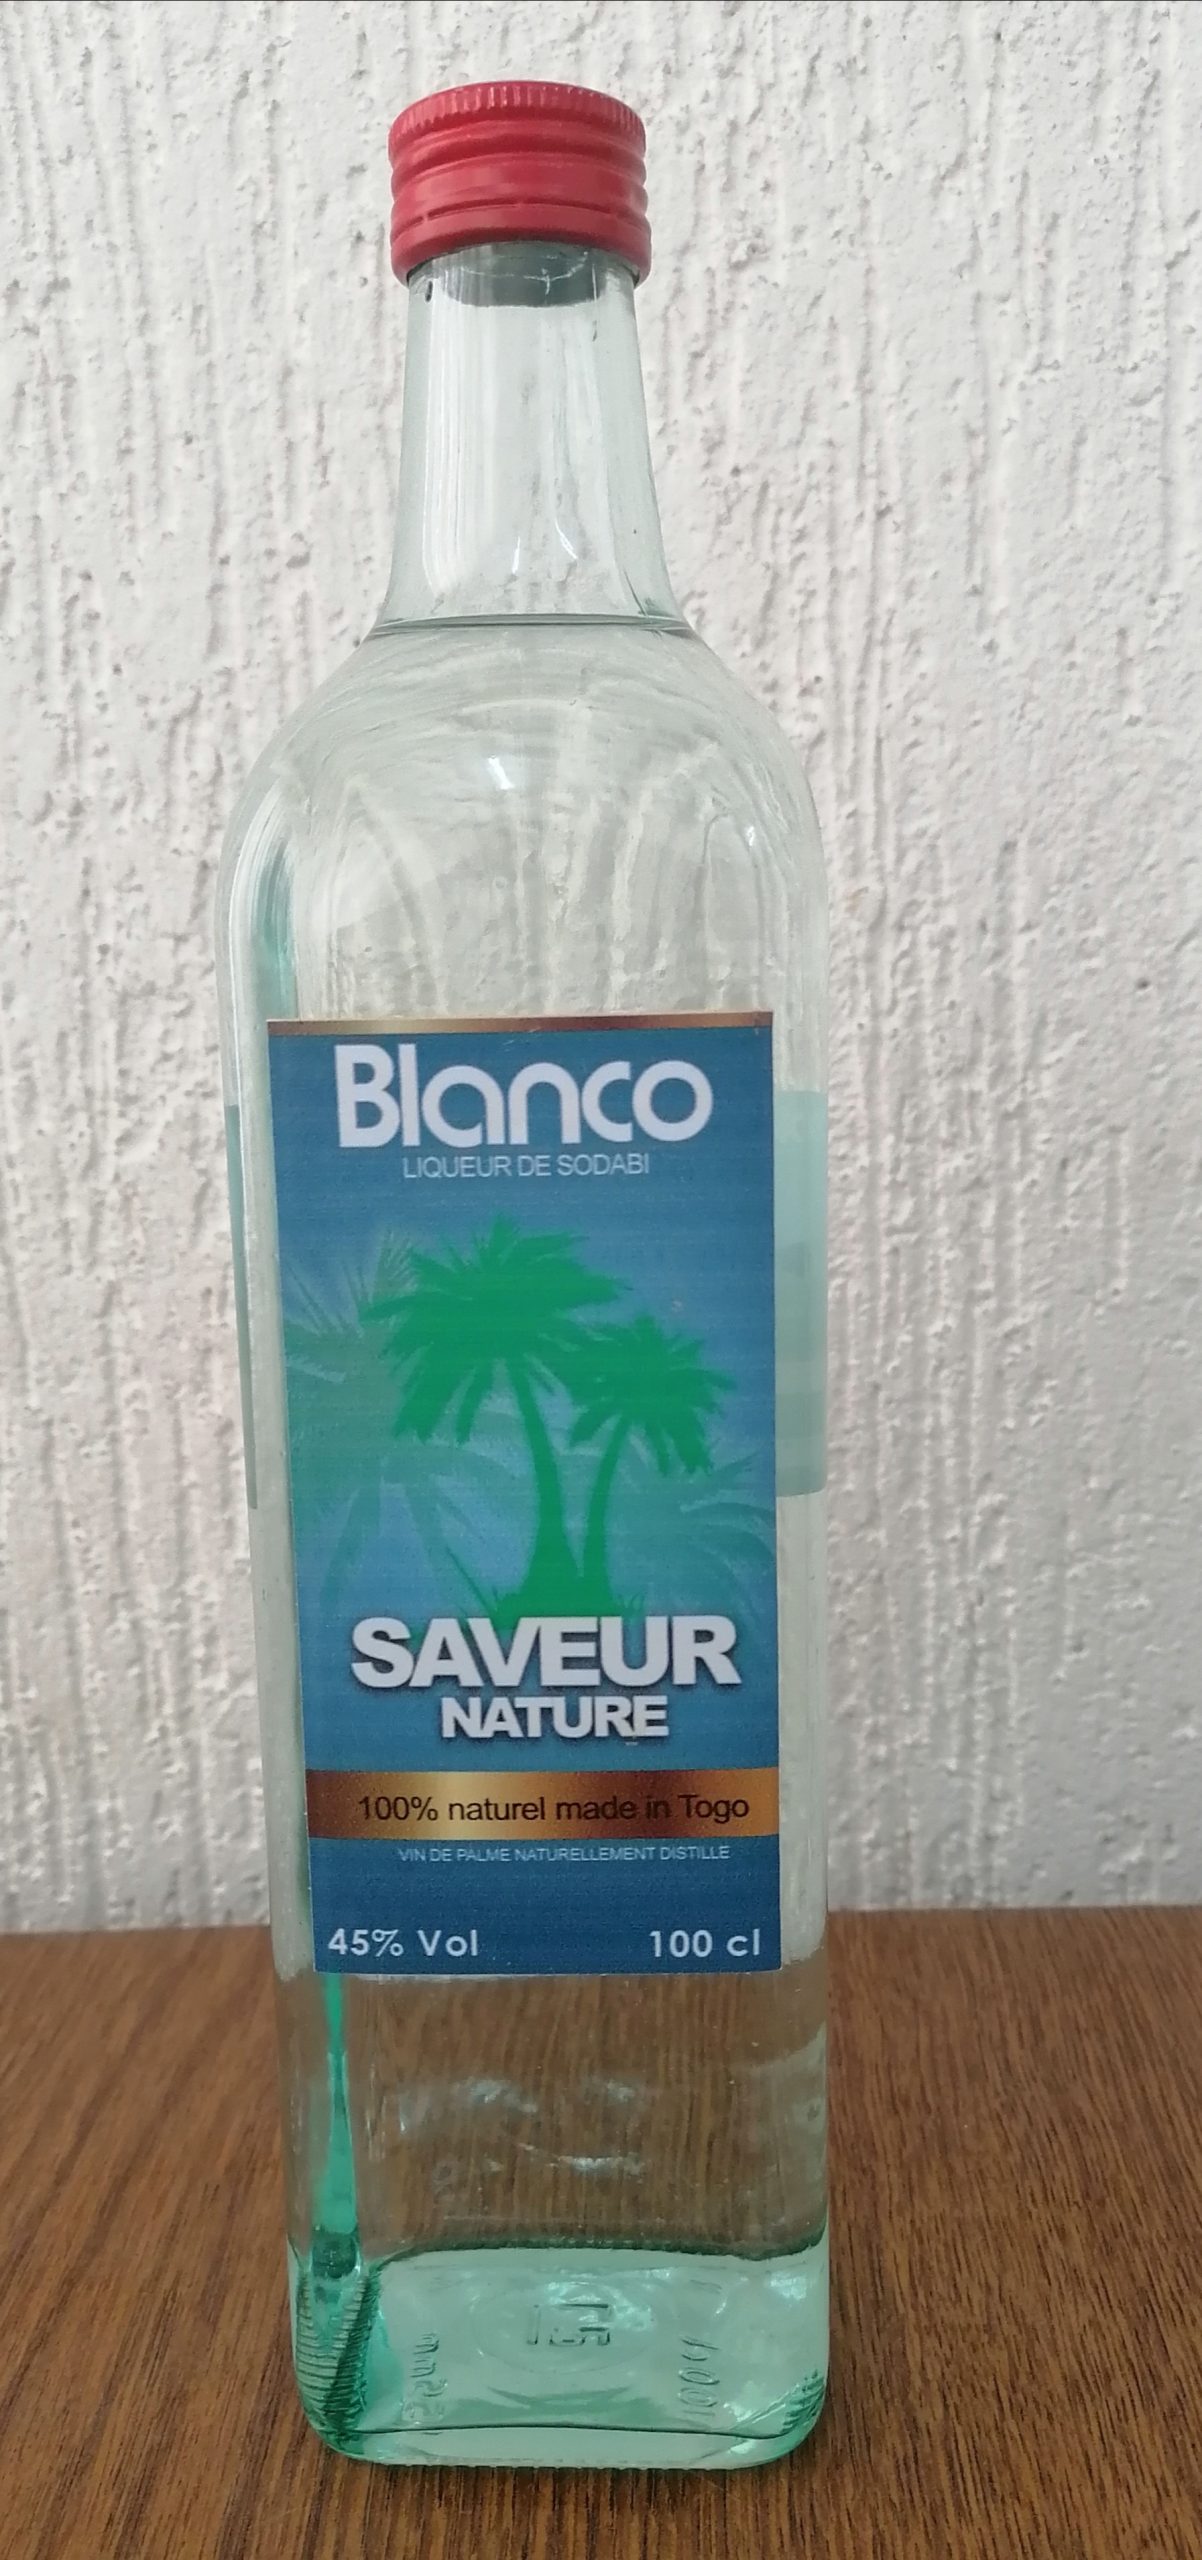 Blanco
LIQUEUR DE SODABI
SAVEUR
NATURE
100% naturel made in Togo
VIN DE PALME NATURELLEMENT DISTILLE
45% Vol 100 cl